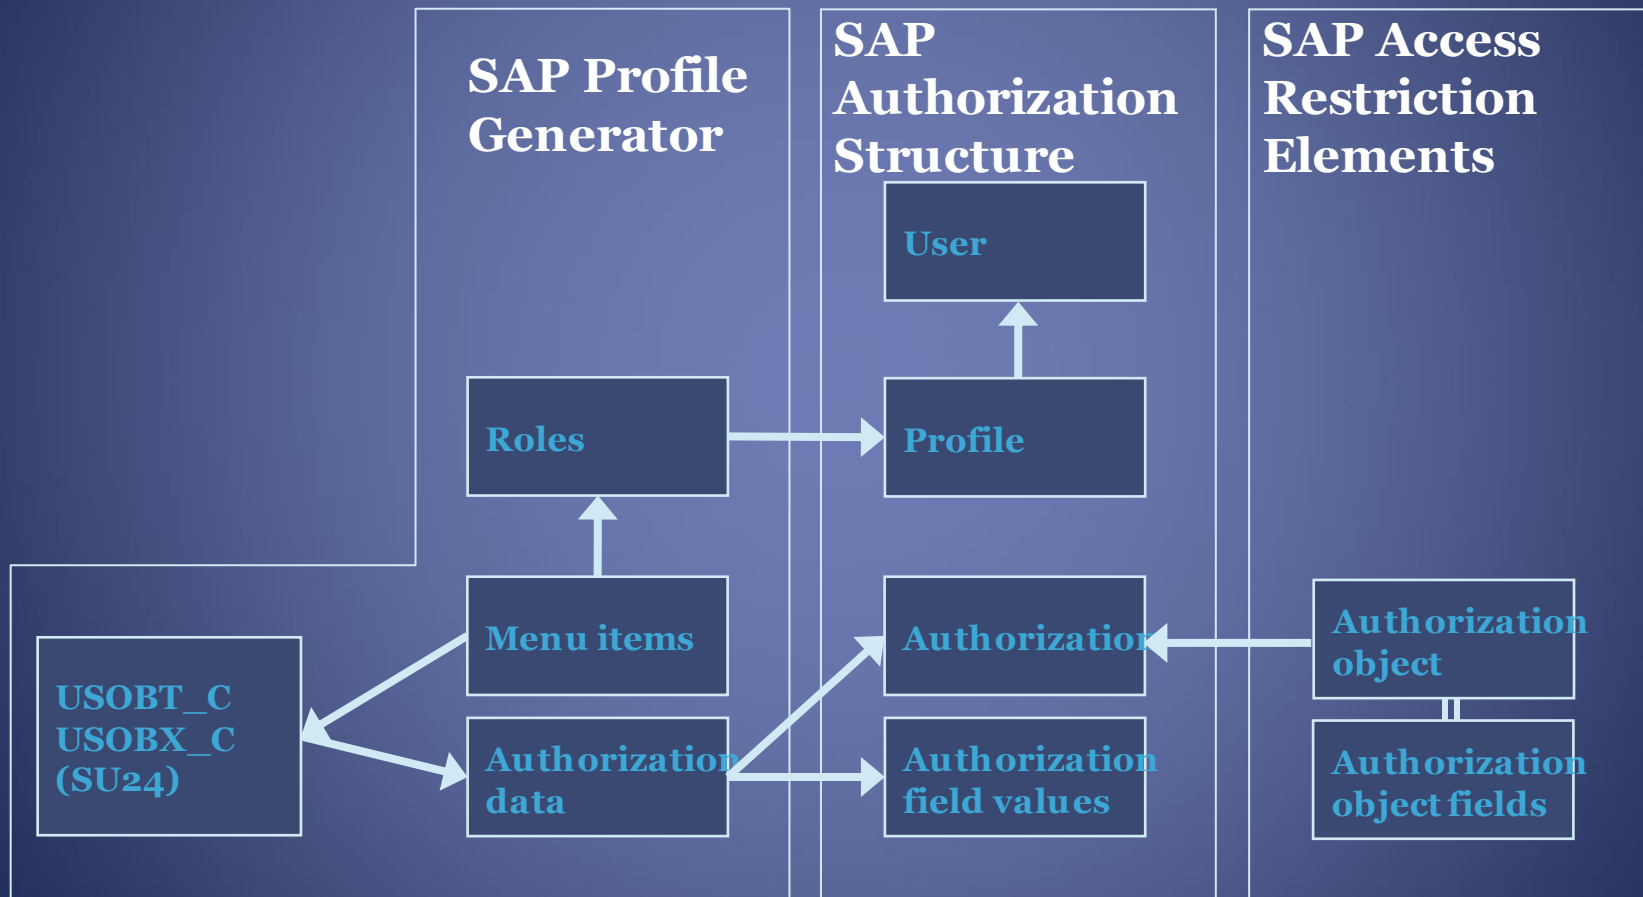 SAP Profile
Generator
SAP
Authorization
Structure
SAP Access
Restriction
Elements
User
Roles
Profile
Menu items
Authorization
Authorization
object
USOBT_C
USOBX_C
(SU24)
Authorization
data
Authorization
field values
Authorization
object fields